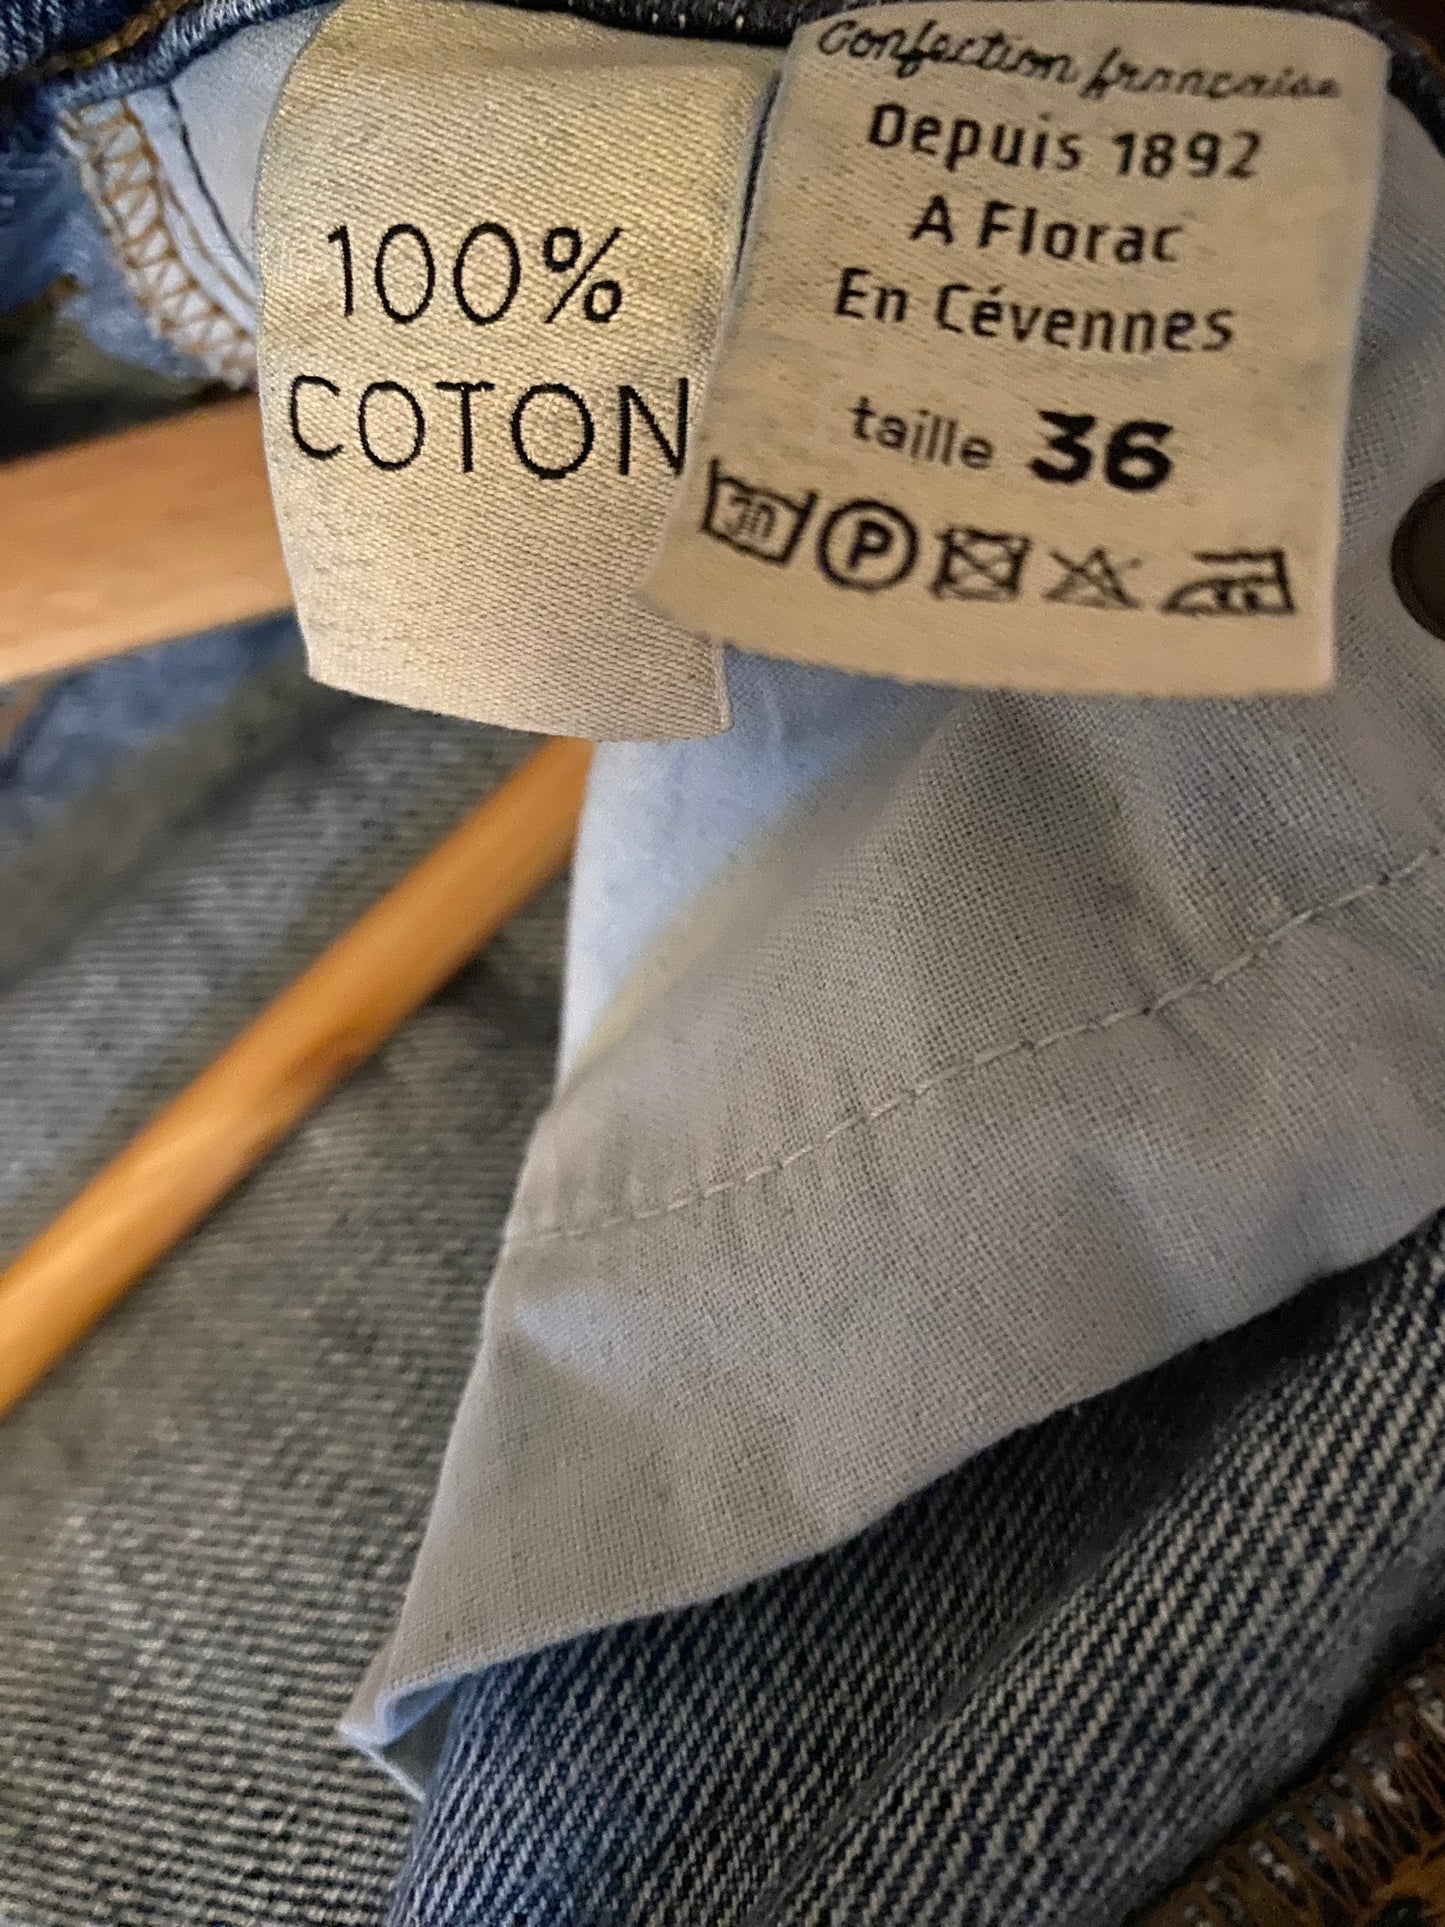 100%
COTON
Confection française
Depuis 1892
A Florac
En Cévennes
taille 36
30
P